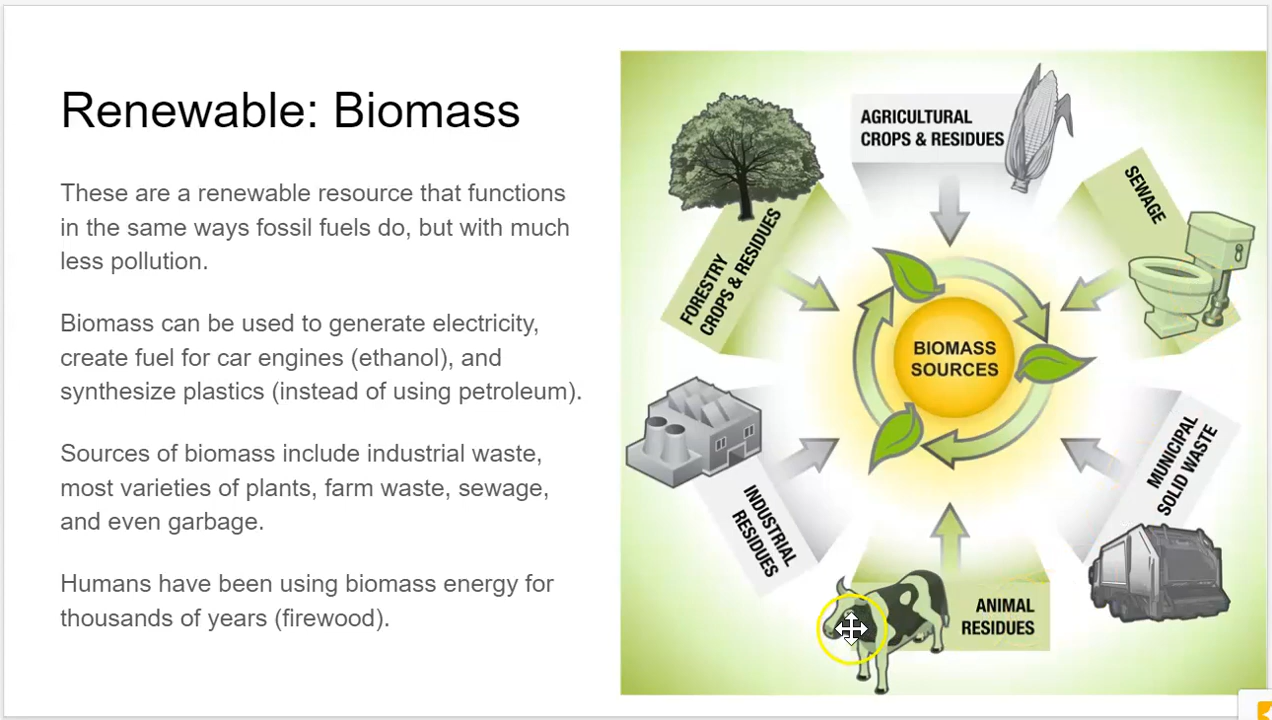 Renewable: Biomass
These are a renewable resource that functions
in the same ways fossil fuels do, but with much
less pollution.
Biomass can be used to generate electricity,
create fuel for car engines (ethanol), and
synthesize plastics (instead of using petroleum).
Sources of biomass include industrial waste,
most varieties of plants, farm waste, sewage,
and even garbage.
Humans have been using biomass energy for
thousands of years (firewood).
AGRICULTURAL
CROPS & RESIDUES
SEWAGE
FORESTRY
CROPS & RESIDUES
BIOMASS
SOURCES
MUNICIPAL
SOLID WASTE
INDUSTRIAL
RESIDUES
ANIMAL
RESIDUES